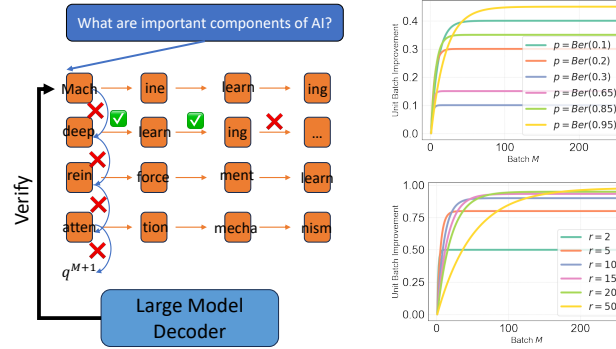 What are important components of AI?
Mach ine learn ing
deep learn ing ...
rein force ment learn
atten tion mecha nism
q^{M+1}
Verify
Large Model
Decoder
Unit Batch Improvement
0.4
0.3
0.2
0.1
0.0
p = Ber(0.1)
p = Ber(0.2)
p = Ber(0.3)
p = Ber(0.65)
p = Ber(0.85)
p = Ber(0.95)
0 100 200
Batch M
Unit Batch Improvement
1.00
0.75
0.50
0.25
0.00
r = 2
r = 5
r = 10
r = 15
r = 20
r = 50
0 100 200
Batch M